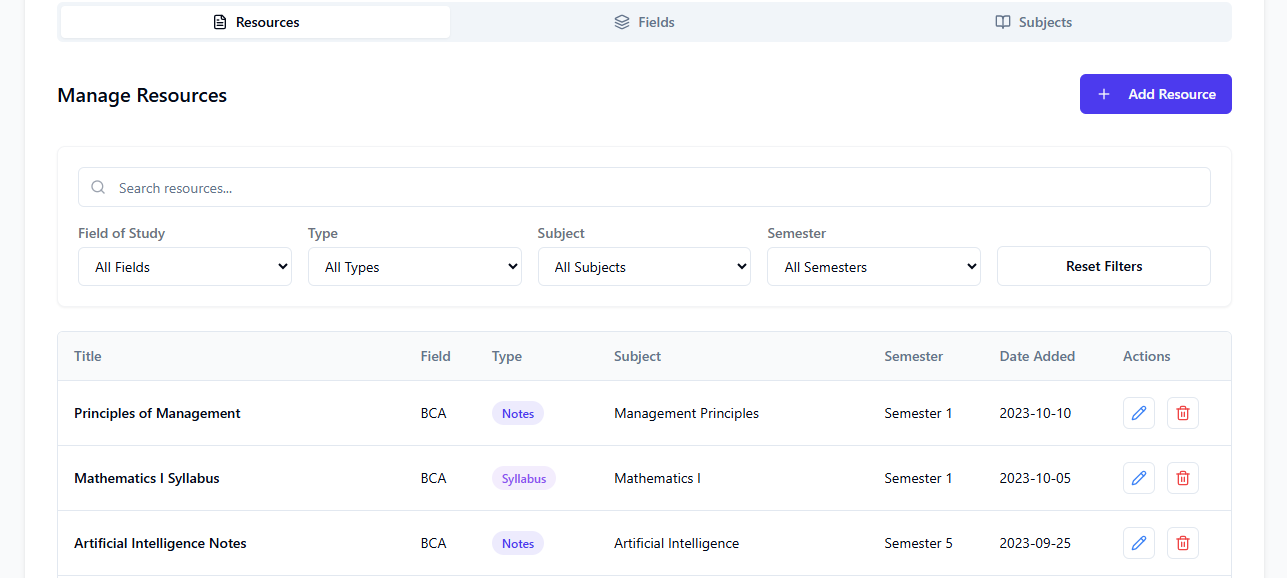 Resources Fields Subjects
Manage Resources
+ Add Resource
Search resources...
Field of Study Type Subject Semester
All Fields All Types All Subjects All Semesters Reset Filters
Title Field Type Subject Semester Date Added Actions
Principles of Management BCA Notes Management Principles Semester 1 2023-10-10
Mathematics I Syllabus BCA Syllabus Mathematics I Semester 1 2023-10-05
Artificial Intelligence Notes BCA Notes Artificial Intelligence Semester 5 2023-09-25